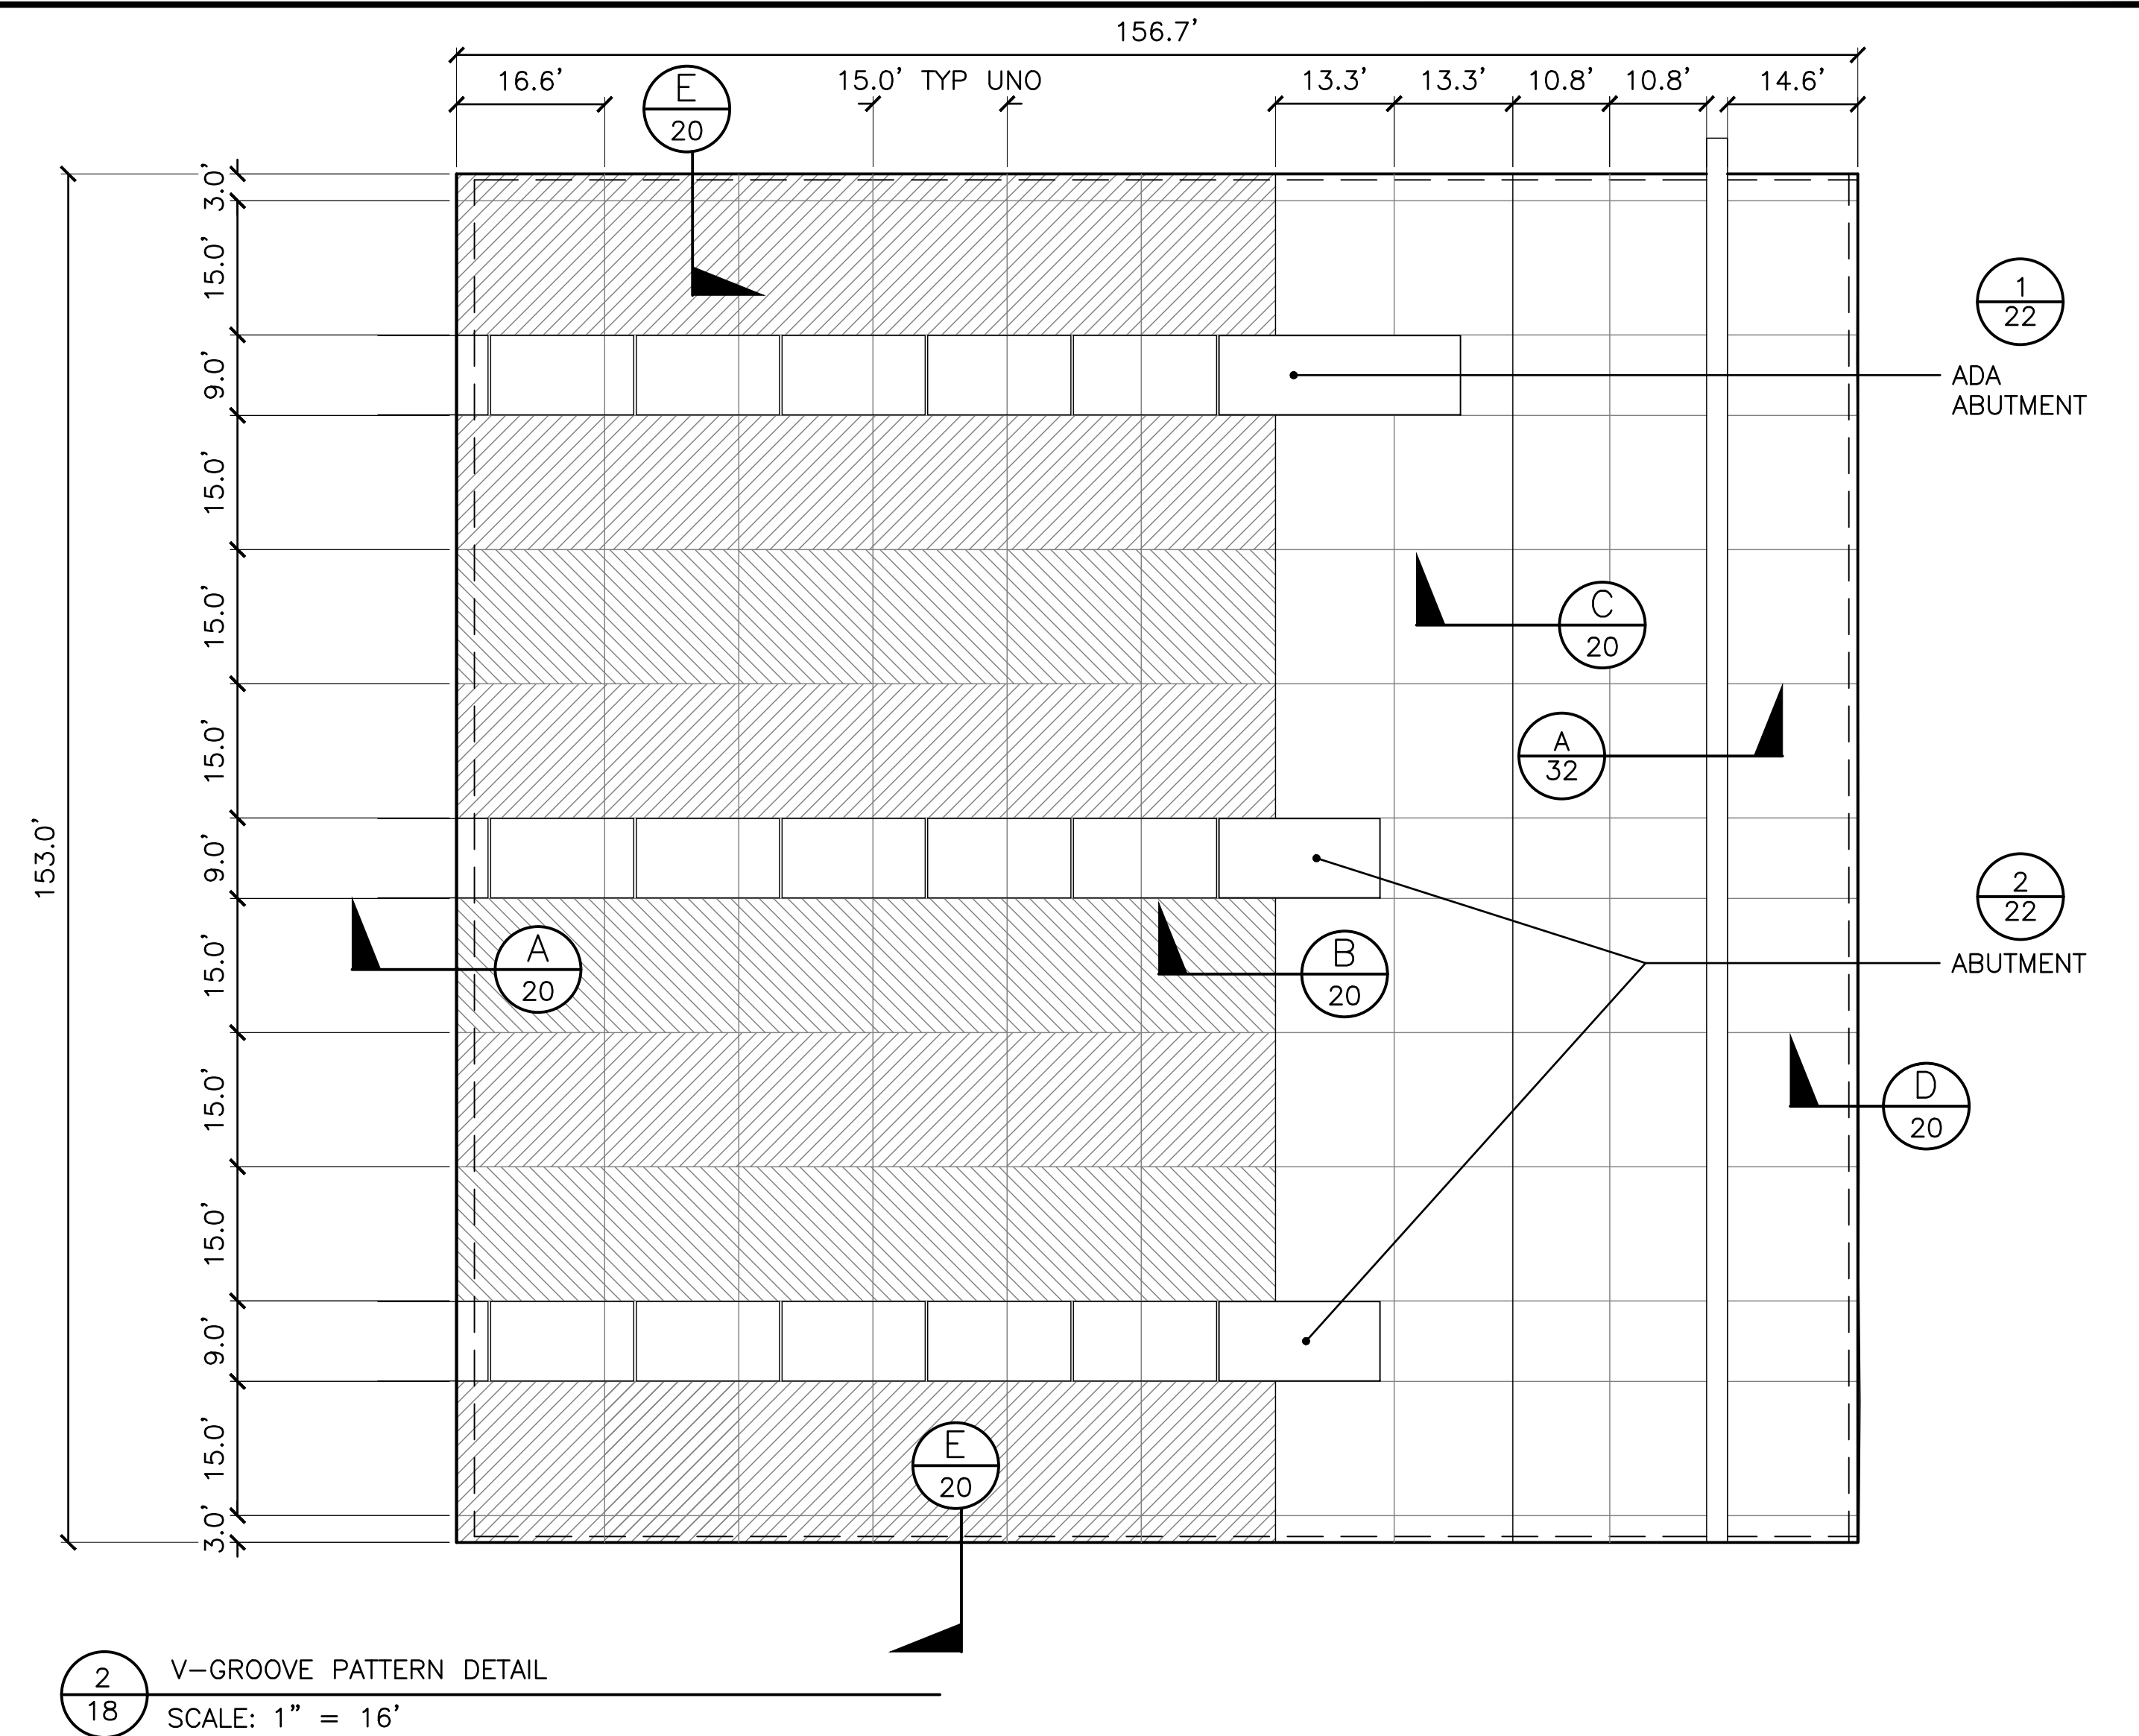 156.7'
16.6'
15.0' TYP UNO
13.3'
13.3'
10.8'
10.8'
14.6'
E
20
3.0'
15.0'
9.0'
15.0'
15.0'
15.0'
9.0'
15.0'
15.0'
15.0'
9.0'
15.0'
3.0'
153.0'
1
22
ADA
ABUTMENT
C
20
A
32
2
22
ABUTMENT
A
20
B
20
D
20
E
20
2
18
V-GROOVE PATTERN DETAIL
SCALE: 1" = 16'